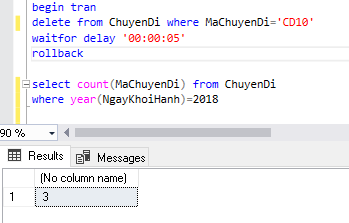 begin tran
delete from ChuyenDi where MaChuyenDi='CD10'
waitfor delay '00:00:05'
rollback
select count(MaChuyenDi) from ChuyenDi
where year(NgayKhoiHanh)=2018
90 %
Results Messages
(No column name)
1 3